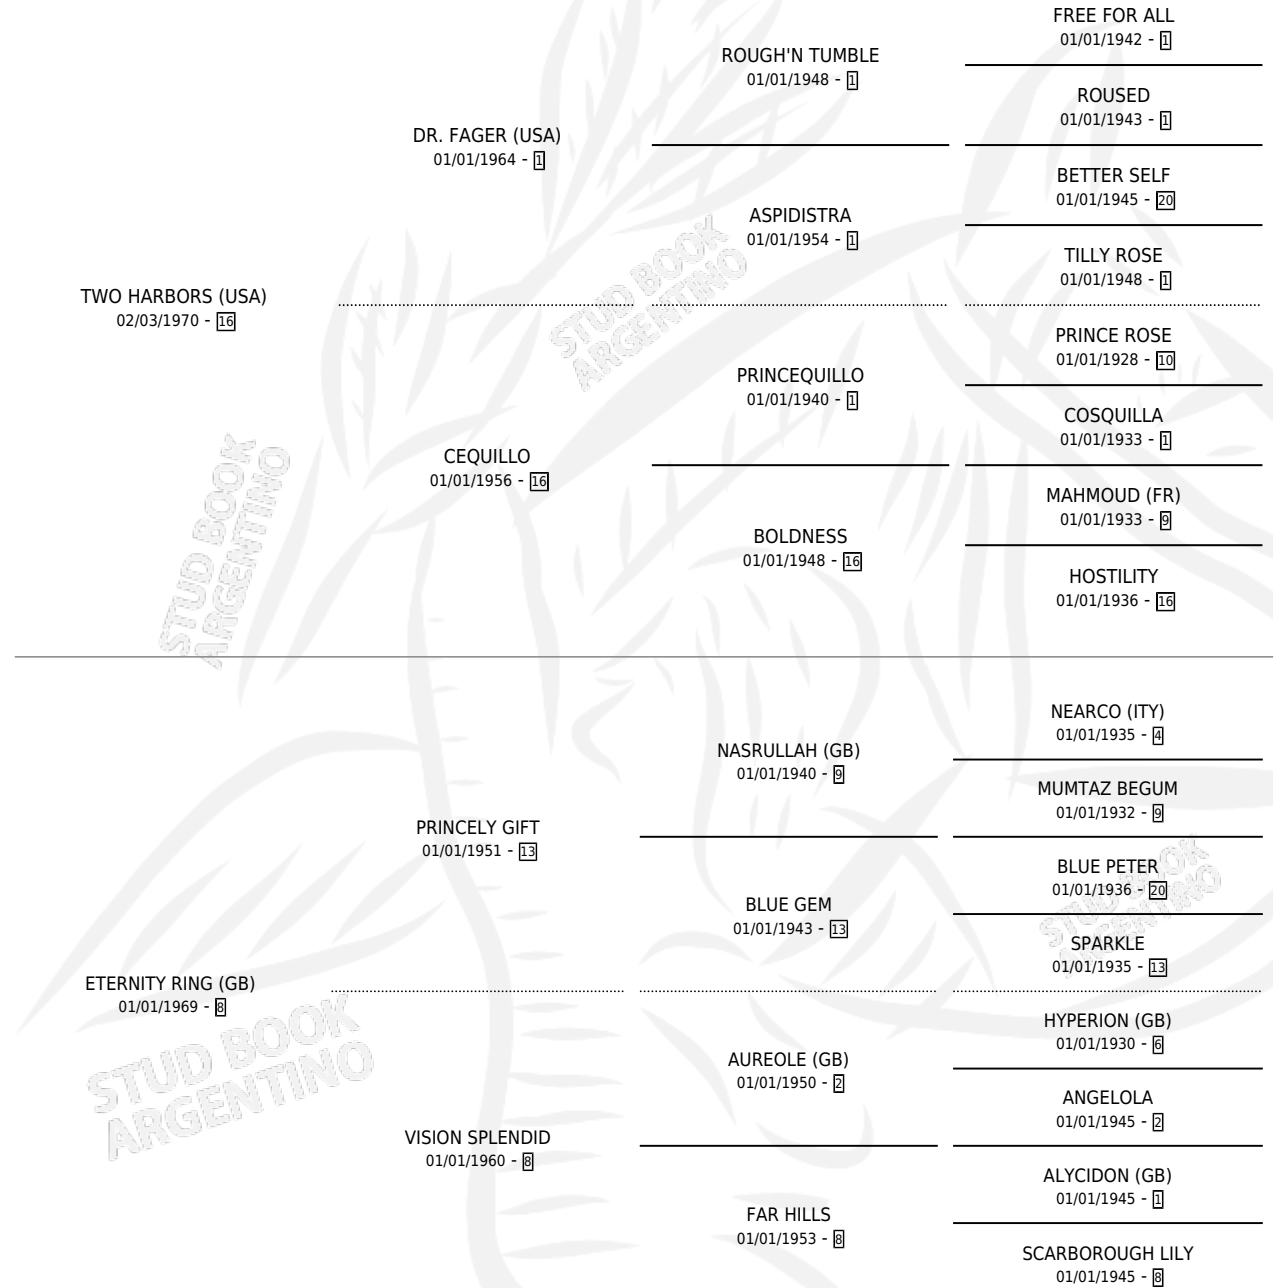 FREE FOR ALL
01/01/1942 - 1
ROUGH'N TUMBLE
01/01/1948 - 1
ROUSED
01/01/1943 - 1
DR. FAGER (USA)
01/01/1964 - 1
BETTER SELF
01/01/1945 - 20
ASPIDISTRA
01/01/1954 - 1
TILLY ROSE
01/01/1948 - 1
TWO HARBORS (USA)
02/03/1970 - 16
PRINCE ROSE
01/01/1928 - 10
PRINCEQUILLO
01/01/1940 - 1
COSQUILLA
01/01/1933 - 1
CEQUILLO
01/01/1956 - 16
MAHMOUD (FR)
01/01/1933 - 9
BOLDNESS
01/01/1948 - 16
HOSTILITY
01/01/1936 - 16
NEARCO (ITY)
01/01/1935 - 4
NASRULLAH (GB)
01/01/1940 - 9
MUMTAZ BEGUM
01/01/1932 - 9
PRINCELY GIFT
01/01/1951 - 13
BLUE PETER
01/01/1936 - 20
BLUE GEM
01/01/1943 - 13
SPARKLE
01/01/1935 - 13
ETERNITY RING (GB)
01/01/1969 - 8
HYPERION (GB)
01/01/1930 - 6
AUREOLE (GB)
01/01/1950 - 2
ANGELOLA
01/01/1945 - 2
VISION SPLENDID
01/01/1960 - 8
ALYCIDON (GB)
01/01/1945 - 1
FAR HILLS
01/01/1953 - 8
SCARBOROUGH LILY
01/01/1945 - 8
STUD BOOK
ARGENTINO
STUD BOOK
ARGENTINO
STUD BOOK
ARGENTINO
STUD BOOK
ARGENTINO